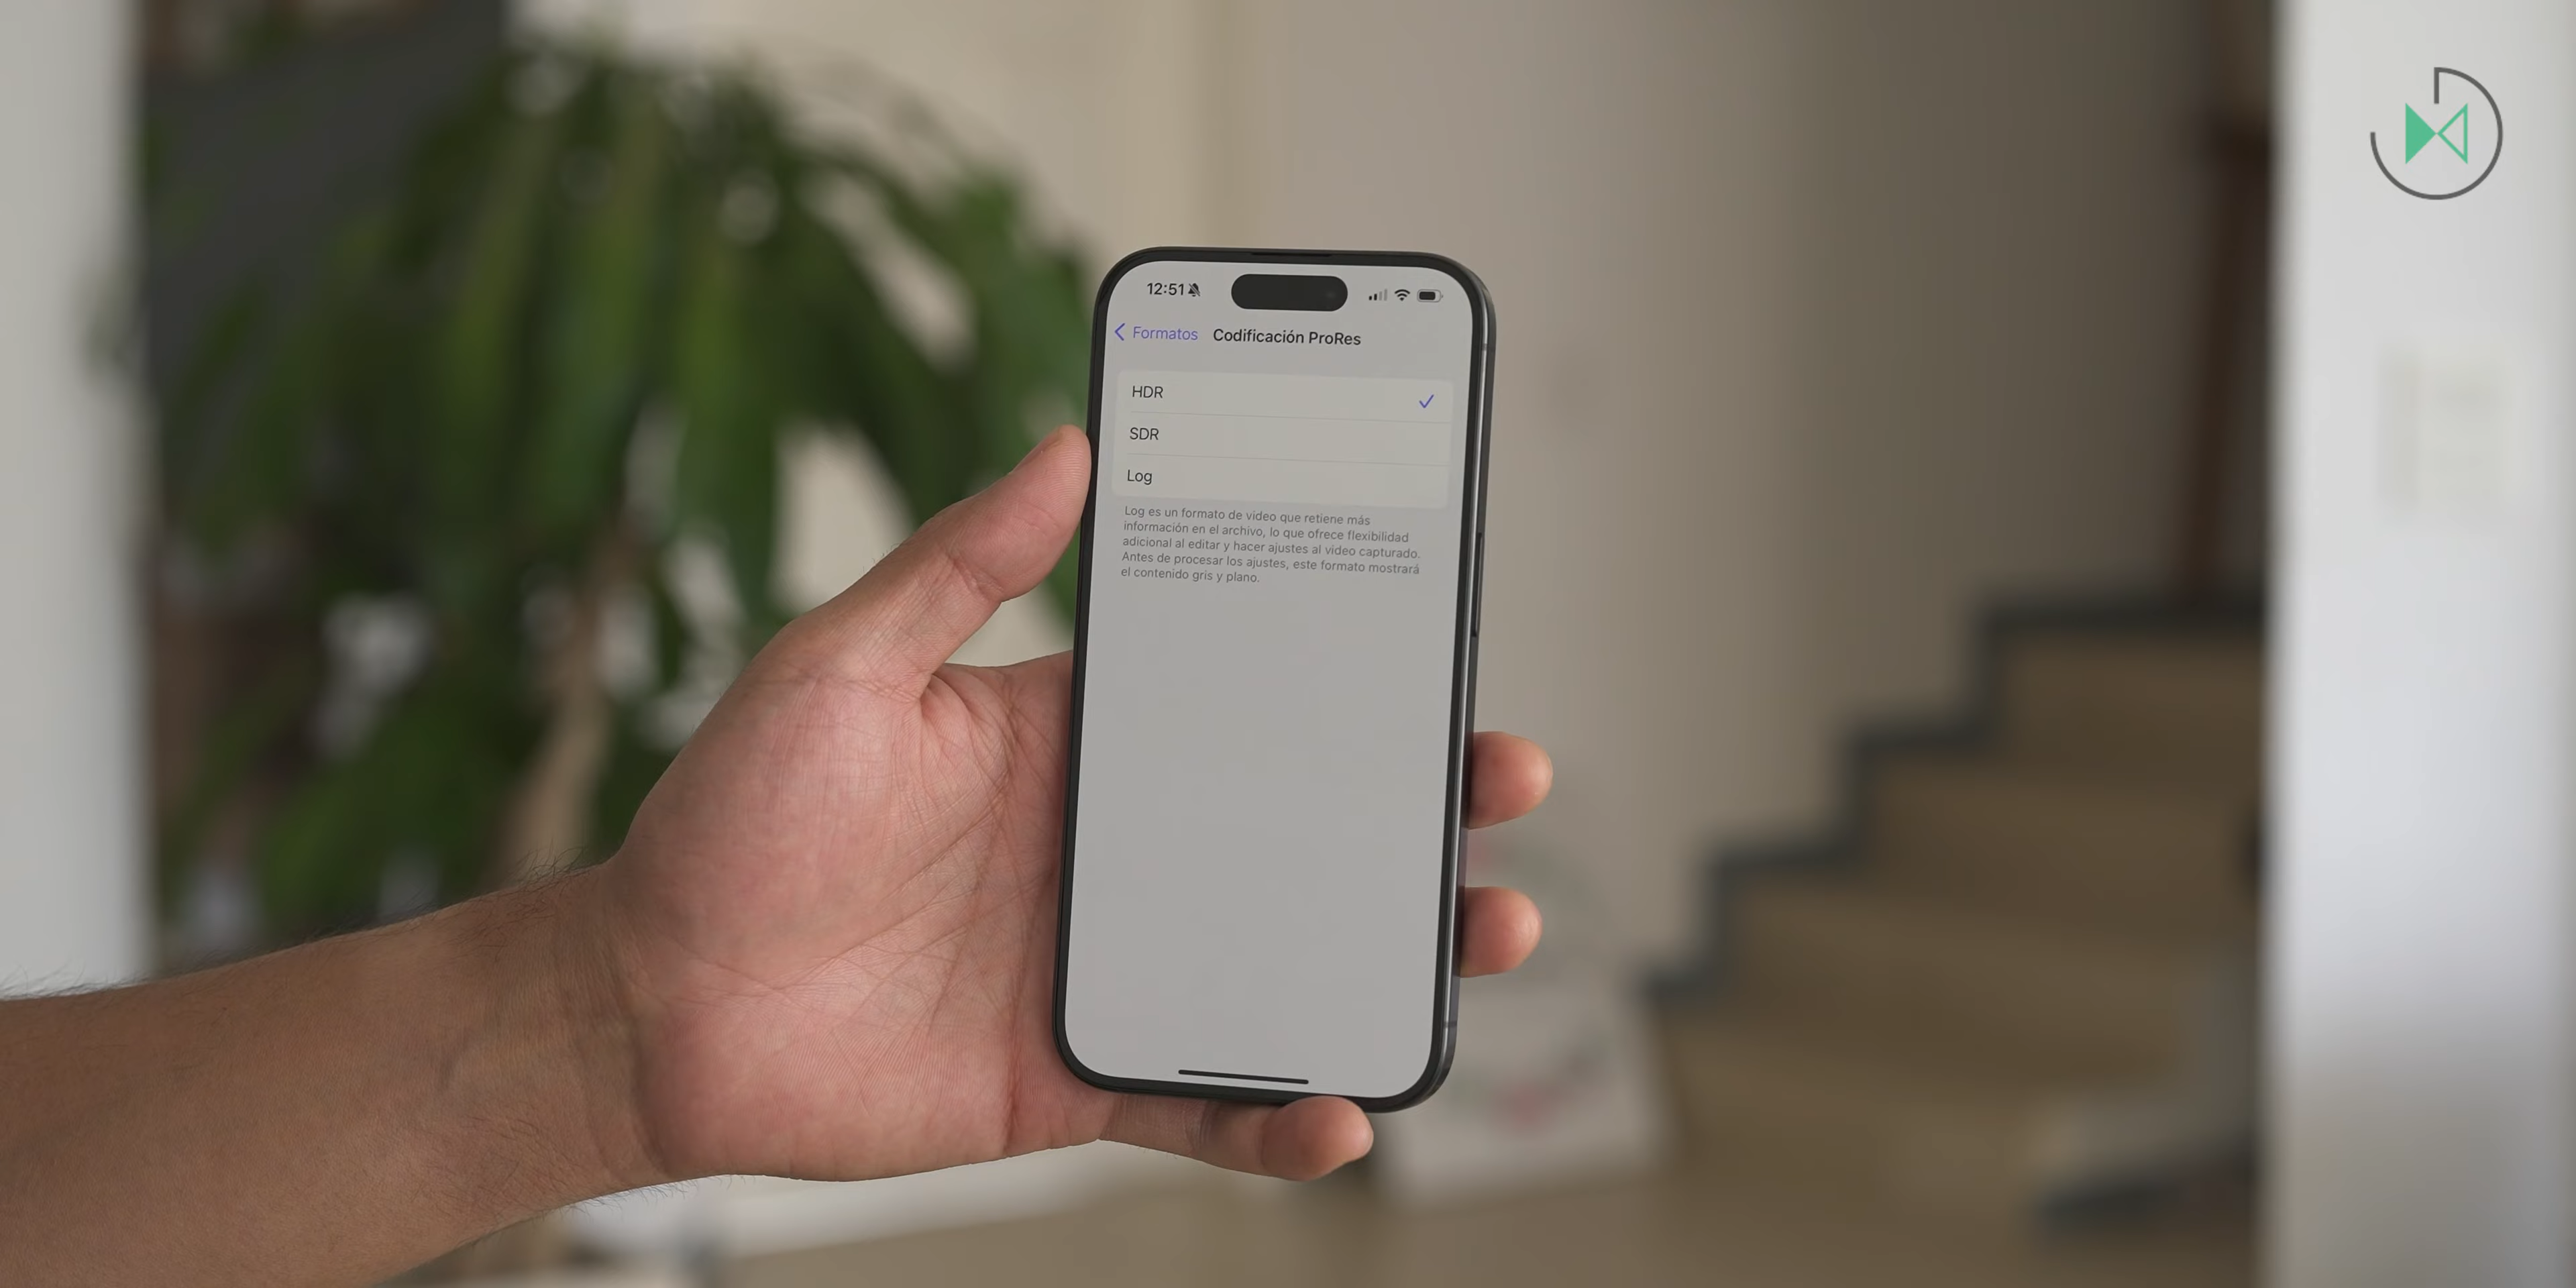 12:51
Formatos Codificación ProRes
HDR
SDR
Log
Log es un formato de video que retiene más
información en el archivo, lo que ofrece flexibilidad
adicional al editar y hacer ajustes al video capturado.
Antes de procesar los ajustes, este formato mostrará
el contenido gris y plano.